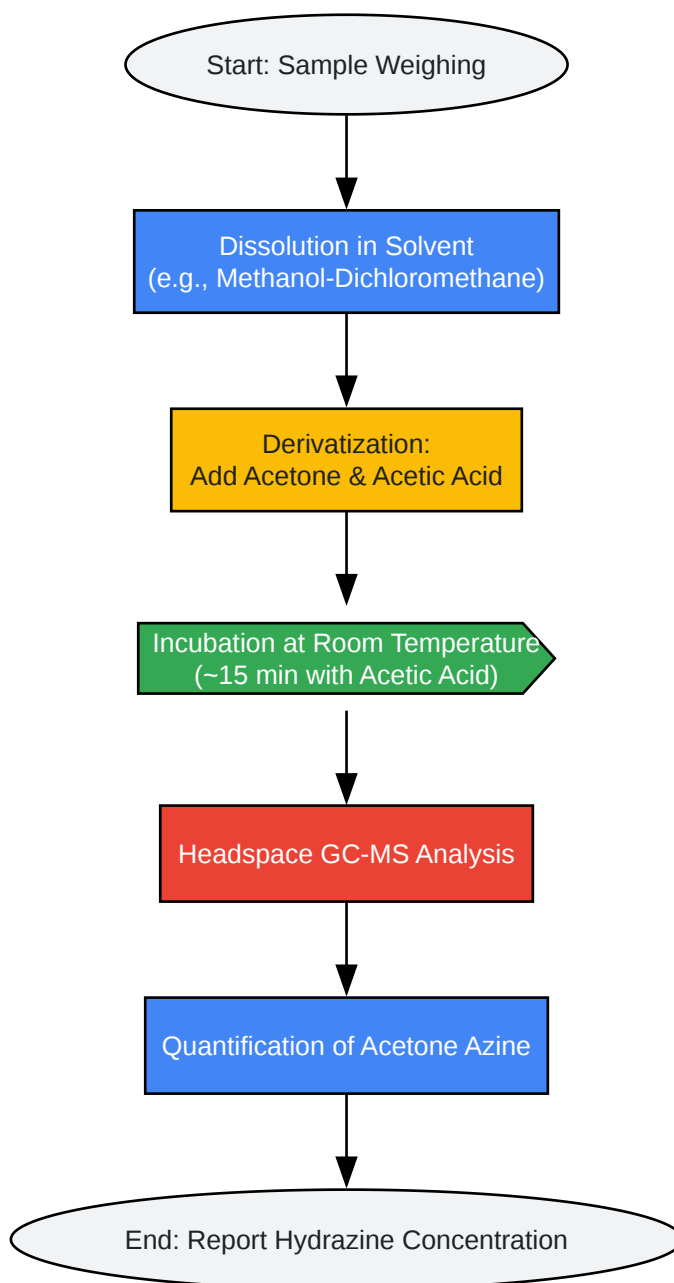 Start: Sample Weighing
Dissolution in Solvent
(e.g., Methanol-Dichloromethane)
Derivatization:
Add Acetone & Acetic Acid
Incubation at Room Temperature
(~15 min with Acetic Acid)
Headspace GC-MS Analysis
Quantification of Acetone Azine
End: Report Hydrazine Concentration